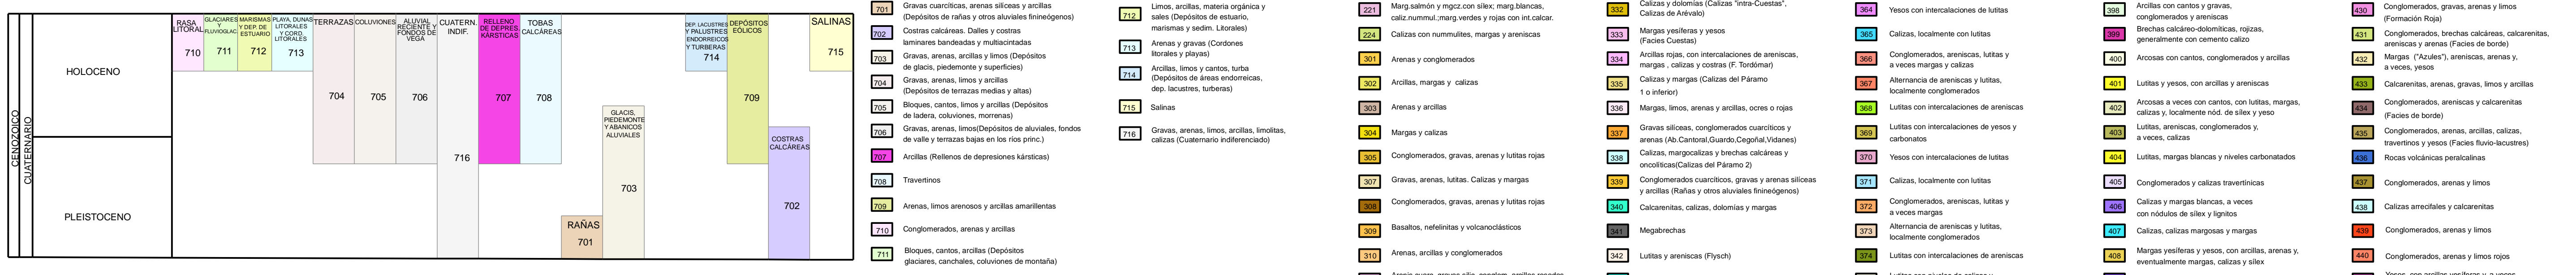 CENOZOICO
CUATERNARIO
HOLOCENO
PLEISTOCENO
RASA
LITORAL
710
GLACIARES
Y
FLUVIOGLAC.
711
MARISMAS
Y DEP. DE
ESTUARIO
712
PLAYA, DUNAS
Y CORD.
LITORALES
713
TERRAZAS
704
COLUVIONES
705
ALUVIAL
RECIENTE Y
FONDOS DE
VEGA
706
CUATERN.
INDIF.
716
RELLENO
DE DEPRES.
KÁRSTICAS
707
TOBAS
CALCÁREAS
708
RAÑAS
701
GLACIS,
PIEDEMONTE
Y ABANICOS
ALUVIALES
703
DEP. LACUSTRES
Y PALUSTRES
ENDORREICOS
Y TURBERAS
714
DEPÓSITOS
EÓLICOS
709
COSTRAS
CALCÁREAS
702
SALINAS
715
701 Gravas cuarcíticas, arenas silíceas y arcillas
(Depósitos de rañas y otros aluviales fineógenos)
702 Costras calcáreas. Dalles y costras
laminares bandeadas y multiacintadas
703 Gravas, arenas, arcillas y limos (Depósitos
de glacis, piedemonte y superficies)
704 Gravas, arenas, limos y arcillas
(Depósitos de terrazas medias y altas)
705 Bloques, cantos, limos y arcillas (Depósitos
de ladera, coluviones, morrenas)
706 Gravas, arenas, limos(Depósitos de aluviales, fondos
de valle y terrazas bajas en los ríos princ.)
707 Arcillas (Rellenos de depresiones kársticas)
708 Travertinos
709 Arenas, limos arenosos y arcillas amarillentas
710 Conglomerados, arenas y arcillas
711 Bloques, cantos, arcillas (Depósitos
glaciares, canchales, coluviones de montaña)
712 Limos, arcillas, materia orgánica y
sales (Depósitos de estuario,
marismas y sedim. Litorales)
713 Arenas y gravas (Cordones
litorales y playas)
714 Arcillas, limos y cantos, turba
(Depósitos de áreas endorreicas,
dep. lacustres, turberas)
715 Salinas
716 Gravas, arenas, limos, arcillas, limolitas,
calizas (Cuaternario indiferenciado)
221 Marg.salmón y mgcz.con sílex; marg.blancas,
caliz.nummul.;marg.verdes y rojas con int.calcar.
224 Calizas con nummulites, margas y areniscas
301 Arenas y conglomerados
302 Arcillas, margas y calizas
303 Arenas y arcillas
304 Margas y calizas
305 Conglomerados, gravas, arenas y lutitas rojas
307 Gravas, arenas, lutitas. Calizas y margas
308 Conglomerados, gravas, arenas y lutitas rojas
309 Basaltos, nefelinitas y volcanoclásticos
310 Arenas, arcillas y conglomerados
332 Calizas y dolomías (Calizas "intra-Cuestas",
Calizas de Arévalo)
333 Margas yesíferas y yesos
(Facies Cuestas)
334 Arcillas rojas, con intercalaciones de areniscas,
margas , calizas y costras (F. Tordómar)
335 Calizas y margas (Calizas del Páramo
1 o inferior)
336 Margas, limos, arenas y arcillas, ocres o rojas
337 Gravas silíceas, conglomerados cuarcíticos y
arenas (Ab.Cantoral,Guardo,Cegoñal,Vidanes)
338 Calizas, margocalizas y brechas calcáreas y
oncolíticas(Calizas del Páramo 2)
339 Conglomerados cuarcíticos, gravas y arenas silíceas
y arcillas (Rañas y otros aluviales fineógenos)
340 Calcarenitas, calizas, dolomías y margas
341 Megabrechas
342 Lutitas y areniscas (Flysch)
364 Yesos con intercalaciones de lutitas
365 Calizas, localmente con lutitas
366 Conglomerados, areniscas, lutitas y
a veces margas y calizas
367 Alternancia de areniscas y lutitas,
localmente conglomerados
368 Lutitas con intercalaciones de areniscas
369 Lutitas con intercalaciones de yesos y
carbonatos
370 Yesos con intercalaciones de lutitas
371 Calizas, localmente con lutitas
372 Conglomerados, areniscas, lutitas y
a veces margas
373 Alternancia de areniscas y lutitas,
localmente conglomerados
374 Lutitas con intercalaciones de areniscas
398 Arcillas con cantos y gravas,
conglomerados y areniscas
399 Brechas calcáreo-dolomíticas, rojizas,
generalmente con cemento calizo
400 Arcosas con cantos, conglomerados y arcillas
401 Lutitas y yesos, con arcillas y areniscas
402 Arcosas a veces con cantos, con lutitas, margas,
calizas y, localmente nód. de sílex y yeso
403 Lutitas, areniscas, conglomerados y,
a veces, calizas
404 Lutitas, margas blancas y niveles carbonatados
405 Conglomerados y calizas travertínicas
406 Calizas y margas blancas, a veces
con nódulos de sílex y lignitos
407 Calizas, calizas margosas y margas
408 Margas yesíferas y yesos, con arcillas, arenas y,
eventualmente margas, calizas y sílex
430 Conglomerados, gravas, arenas y limos
(Formación Roja)
431 Conglomerados, brechas calcáreas, calcarenitas,
areniscas y arenas (Facies de borde)
432 Margas ("Azules"), areniscas, arenas y,
a veces, yesos
433 Calcarenitas, arenas, gravas, limos y arcillas
434 Conglomerados, areniscas y calcarenitas
(Facies de borde)
435 Conglomerados, arenas, arcillas, calizas,
travertinos y yesos (Facies fluvio-lacustres)
436 Rocas volcánicas peralcalinas
437 Conglomerados, arenas y limos
438 Calizas arrecifales y calcarenitas
439 Conglomerados, arenas y limos
440 Conglomerados, arenas y limos rojos